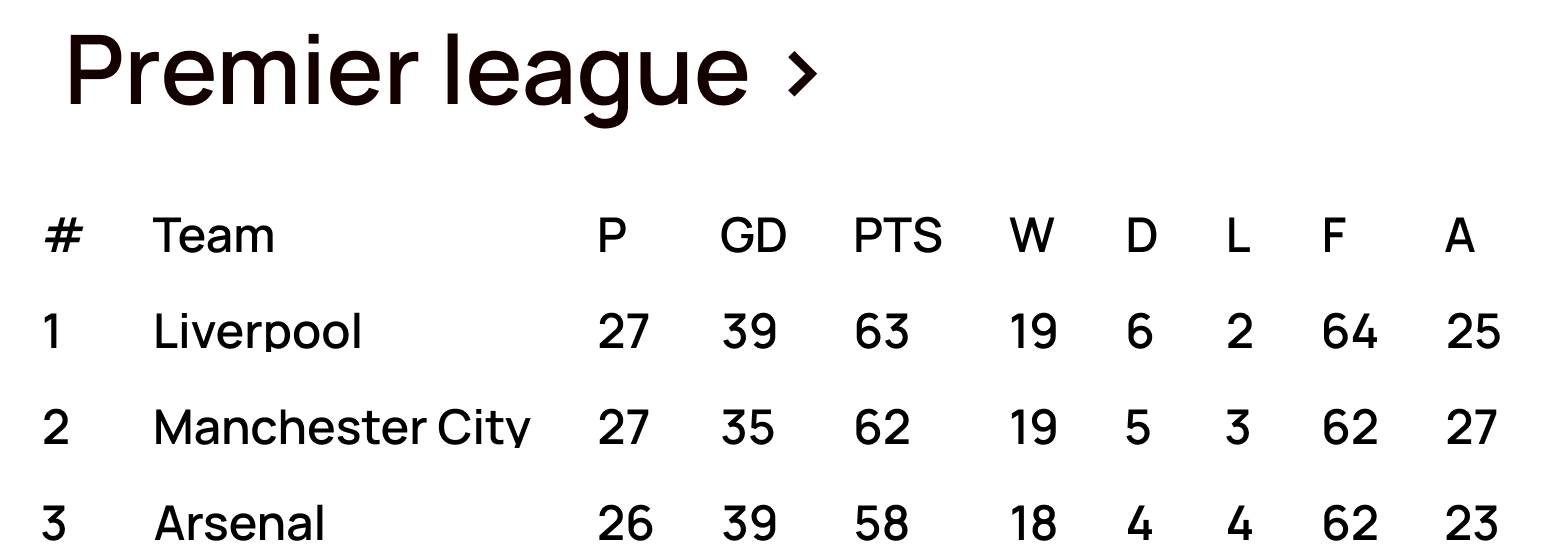 Premier league >
# Team P GD PTS W D L F A
1 Liverpool 27 39 63 19 6 2 64 25
2 Manchester City 27 35 62 19 5 3 62 27
3 Arsenal 26 39 58 18 4 4 62 23